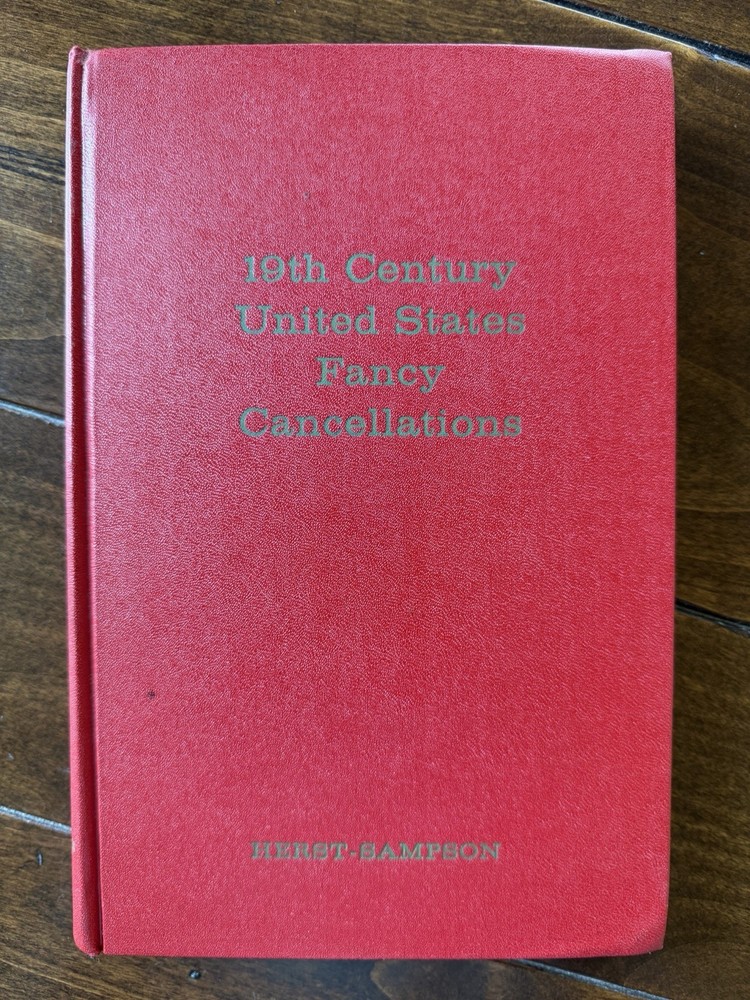 19th Century
United States
Fancy
Cancellations
HERST-SAMPSON